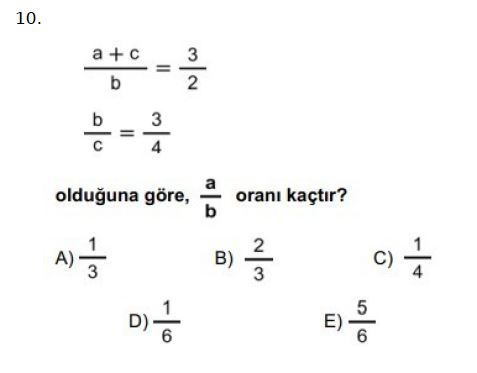 10.
a + c / b = 3 / 2
b / c = 3 / 4
olduğuna göre, a / b oranı kaçtır?
A) 1 / 3 B) 2 / 3 C) 1 / 4
D) 1 / 6 E) 5 / 6